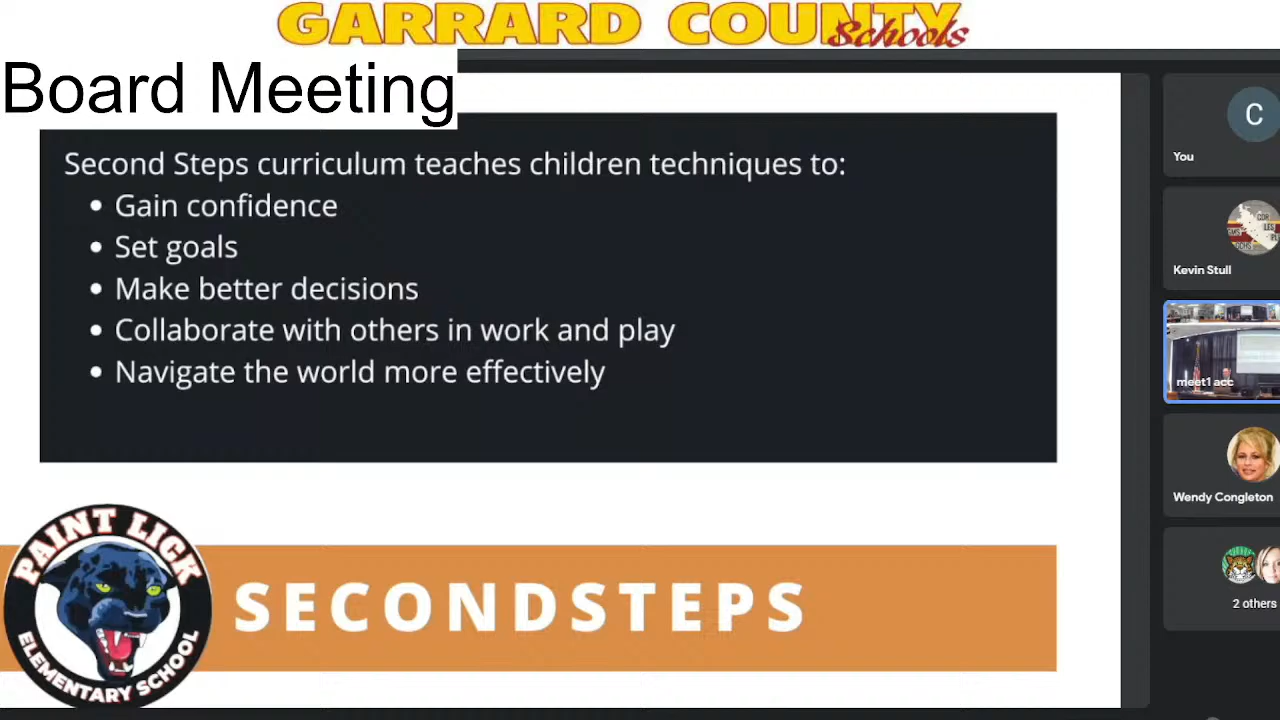 GARRARD COUNTY
Schools
Board Meeting
Second Steps curriculum teaches children techniques to:
• Gain confidence
• Set goals
• Make better decisions
• Collaborate with others in work and play
• Navigate the world more effectively
PAINT LICK
ELEMENTARY SCHOOL
SECONDSTEPS
C
You
Kevin Stull
meet1 acc
Wendy Congleton
2 others